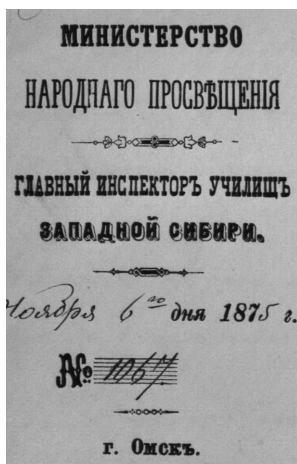 МИНИСТЕРСТВО
НАРОДНАГО ПРОСВѢЩЕНІЯ
ГЛАВНЫЙ ИНСПЕКТОРЪ УЧИЛИЩЪ
ЗАПАДНОЙ СИБИРИ.
Ноября 6го дня 1875 г.
№ 1067.
г. Омскъ.